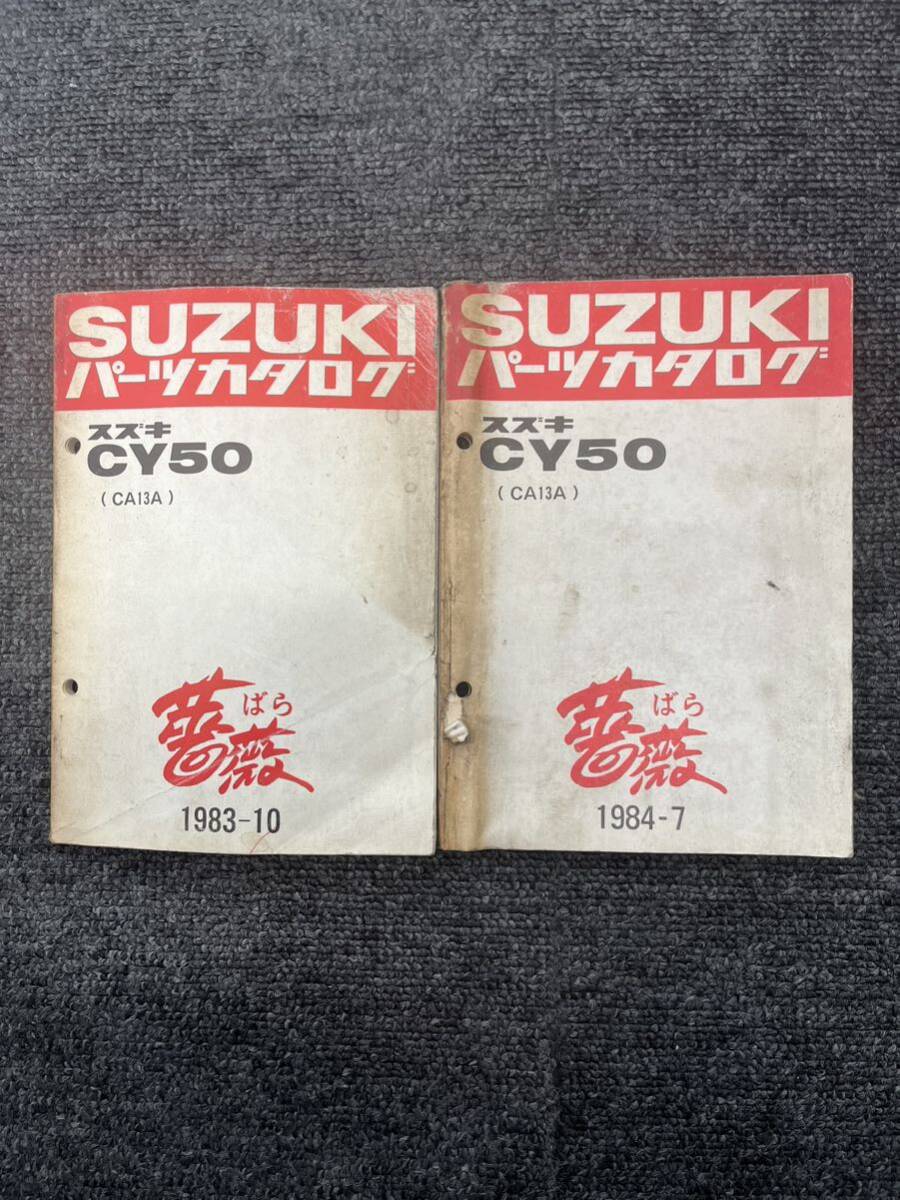 SUZUKI
パーツカタログ
スズキ
CY50
( CA13A )
ばら
薔薇
1983-10
SUZUKI
パーツカタログ
スズキ
CY50
( CA13A )
ばら
薔薇
1984-7